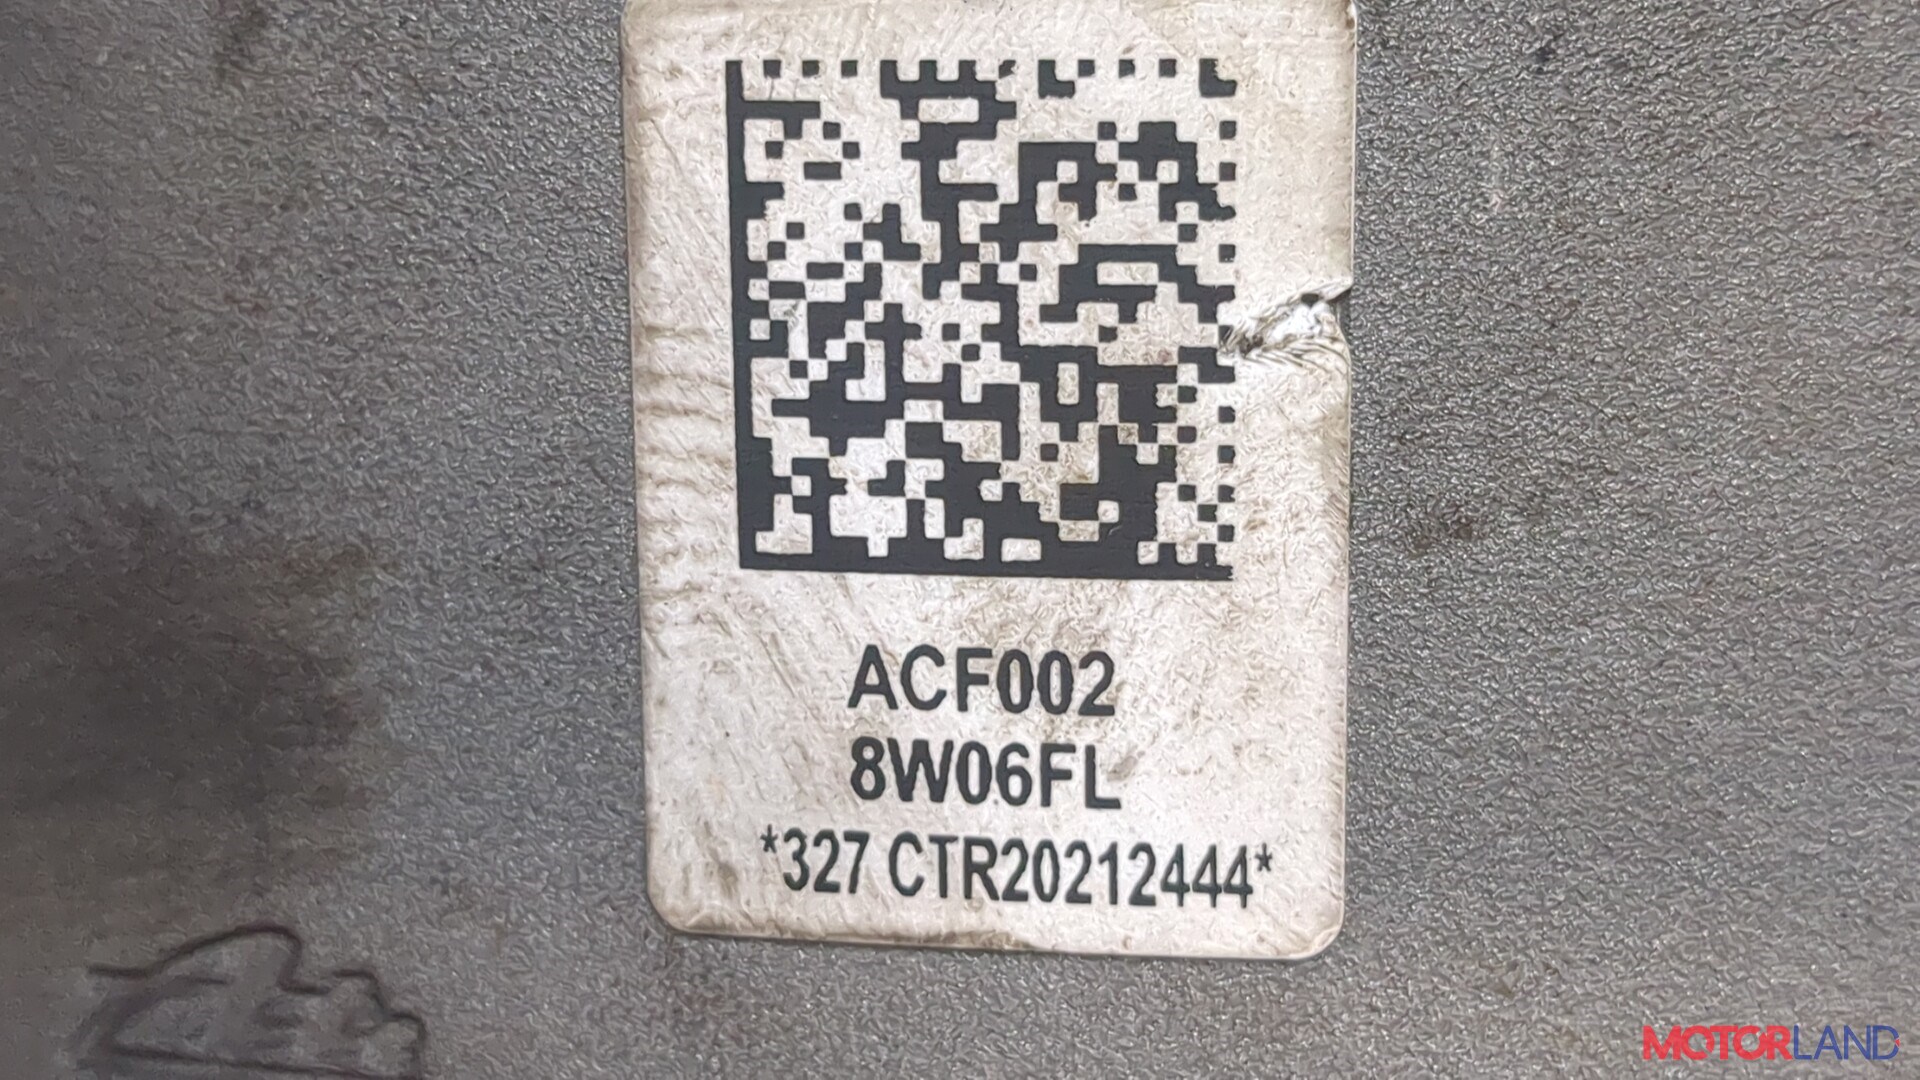 ACF002
8W06FL
*327 CTR20212444*
MOTORLAND